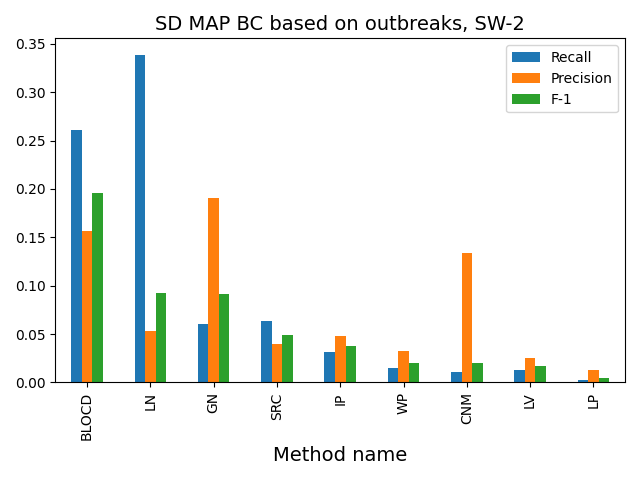 SD MAP BC based on outbreaks, SW-2
Recall
Precision
F-1
0.35
0.30
0.25
0.20
0.15
0.10
0.05
0.00
BLOCD
LN
GN
SRC
IP
WP
CNM
LV
LP
Method name